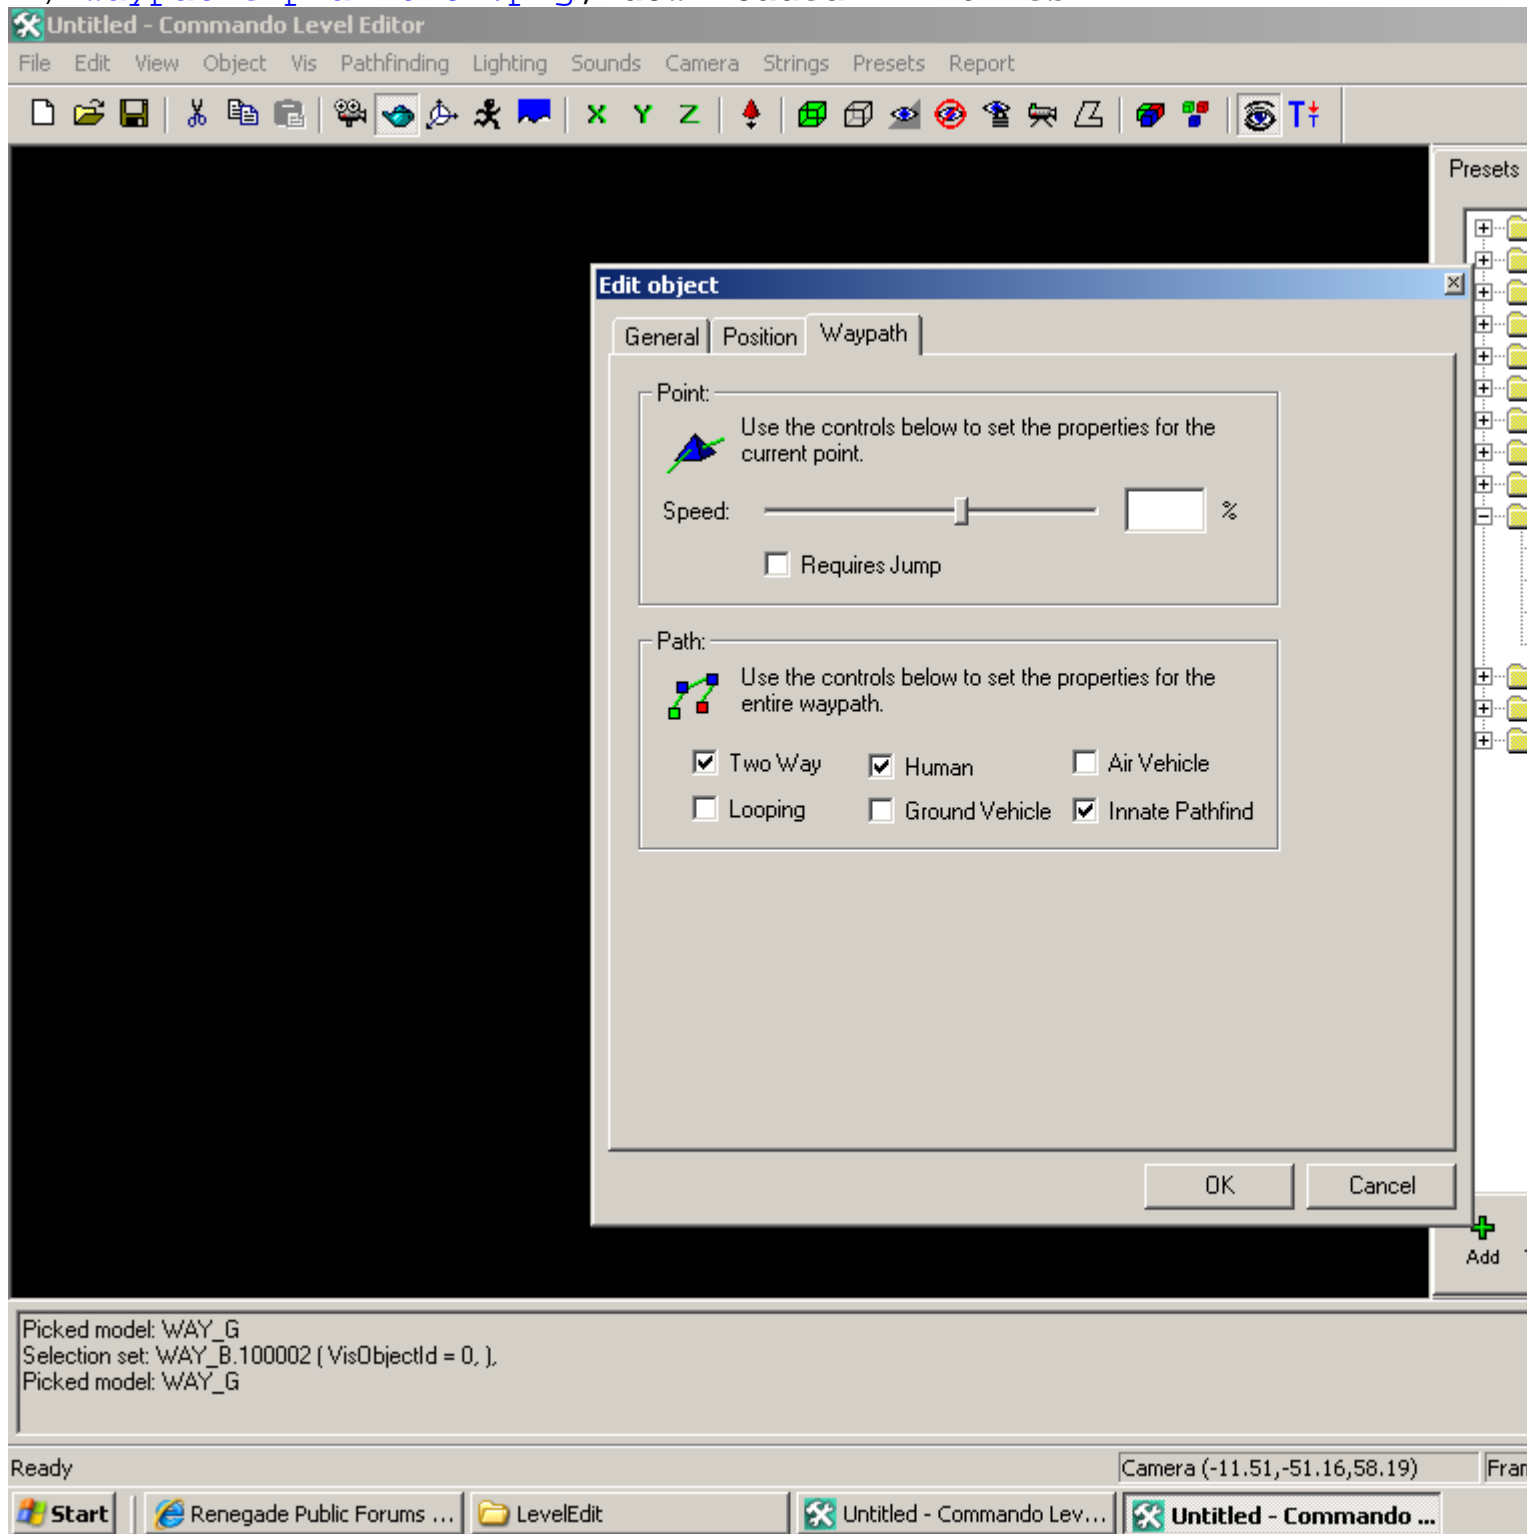 Untitled - Commando Level Editor
File Edit View Object Vis Pathfinding Lighting Sounds Camera Strings Presets Report
Presets
Edit object
General Position Waypath
Point:
Use the controls below to set the properties for the
current point.
Speed: %
Requires Jump
Path:
Use the controls below to set the properties for the
entire waypath.
Two Way Human Air Vehicle
Looping Ground Vehicle Innate Pathfind
OK Cancel
Add
Picked model: WAY_G
Selection set: WAY_B.100002 ( VisObjectId = 0, ),
Picked model: WAY_G
Ready Camera (-11.51,-51.16,58.19) Fran
Start Renegade Public Forums ... LevelEdit Untitled - Commando Lev... Untitled - Commando ...